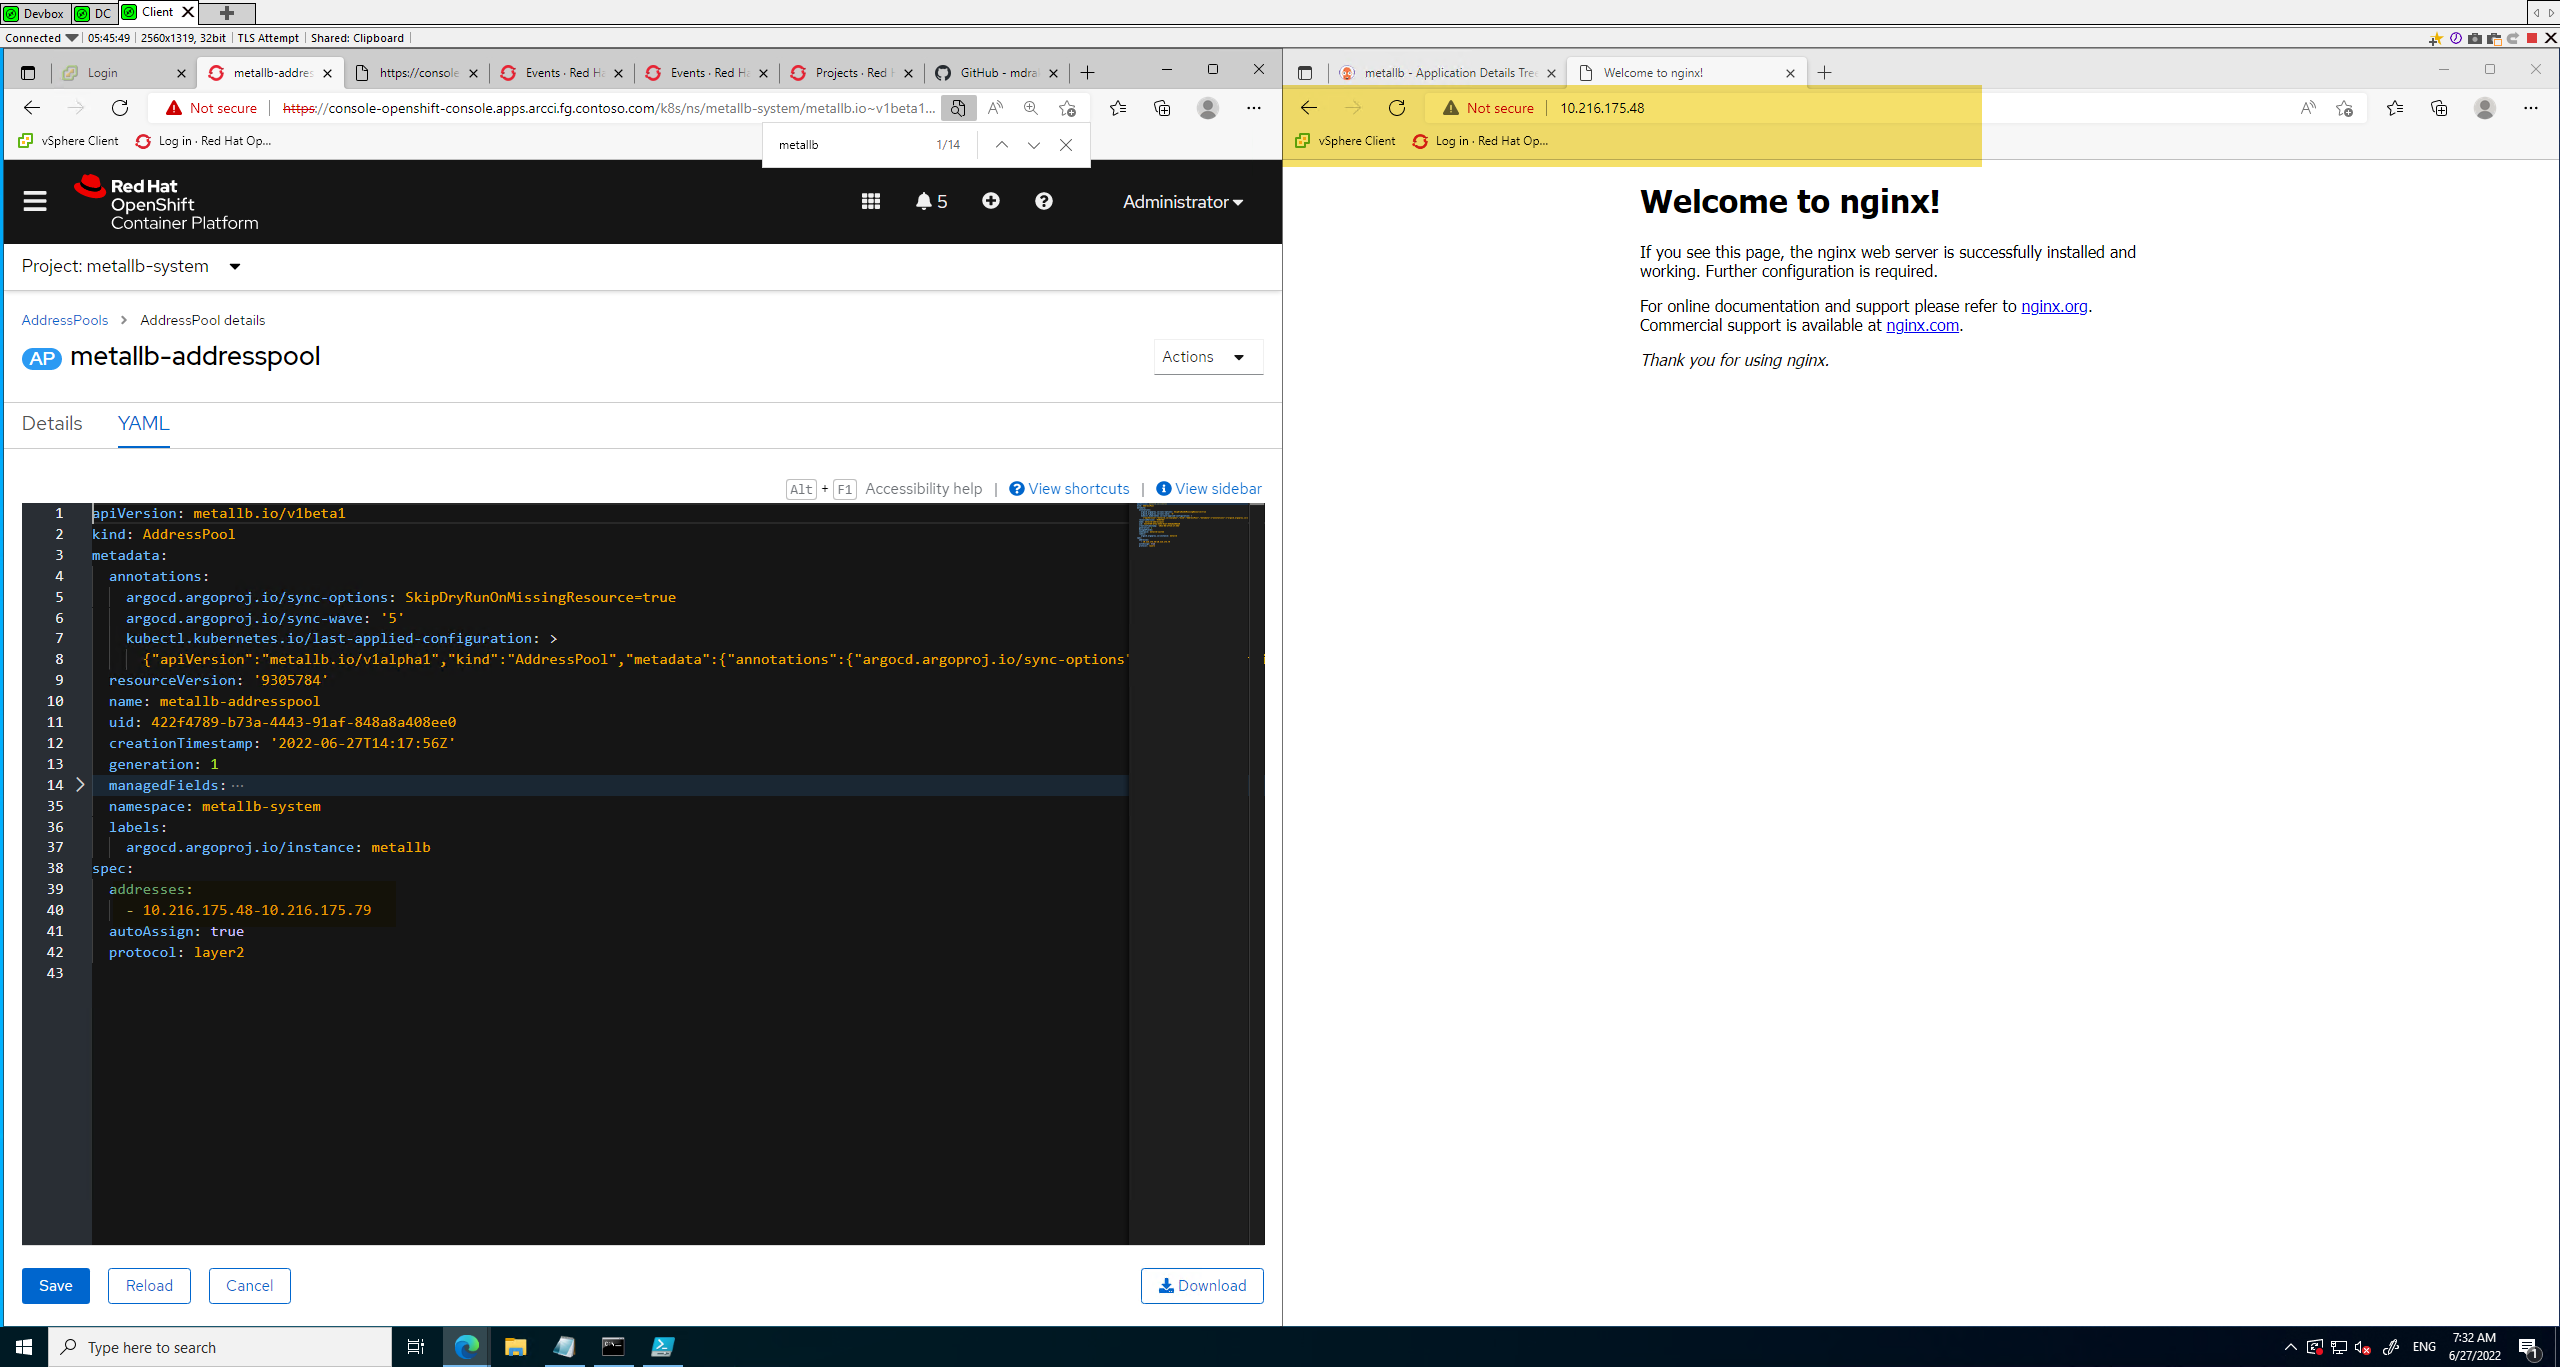 Devbox DC Client
Connected 05:45:49 2560x1319, 32bit TLS Attempt Shared: Clipboard
Login metallb-addres https://console Events · Red Ha Events · Red Ha Projects · Red H GitHub - mdra
Not secure https://console-openshift-console.apps.arcci.fg.contoso.com/k8s/ns/metallb-system/metallb.io~v1beta1...
vSphere Client Log in · Red Hat Op...
metallb 1/14
Red Hat
OpenShift
Container Platform
5
Administrator
Project: metallb-system
AddressPools > AddressPool details
AP metallb-addresspool
Actions
Details YAML
Alt + F1 Accessibility help | View shortcuts | View sidebar
1 apiVersion: metallb.io/v1beta1
2 kind: AddressPool
3 metadata:
4 annotations:
5 argocd.argoproj.io/sync-options: SkipDryRunOnMissingResource=true
6 argocd.argoproj.io/sync-wave: '5'
7 kubectl.kubernetes.io/last-applied-configuration: >
8 {"apiVersion":"metallb.io/v1alpha1","kind":"AddressPool","metadata":{"annotations":{"argocd.argoproj.io/sync-options"
9 resourceVersion: '9305784'
10 name: metallb-addresspool
11 uid: 422f4789-b73a-4443-91af-848a8a408ee0
12 creationTimestamp: '2022-06-27T14:17:56Z'
13 generation: 1
14 managedFields: ...
35 namespace: metallb-system
36 labels:
37 argocd.argoproj.io/instance: metallb
38 spec:
39 addresses:
40 - 10.216.175.48-10.216.175.79
41 autoAssign: true
42 protocol: layer2
43
Save Reload Cancel Download
metallb - Application Details Tre Welcome to nginx!
Not secure 10.216.175.48
vSphere Client Log in · Red Hat Op...
Welcome to nginx!
If you see this page, the nginx web server is successfully installed and
working. Further configuration is required.
For online documentation and support please refer to nginx.org.
Commercial support is available at nginx.com.
Thank you for using nginx.
Type here to search
ENG
7:32 AM
6/27/2022
1